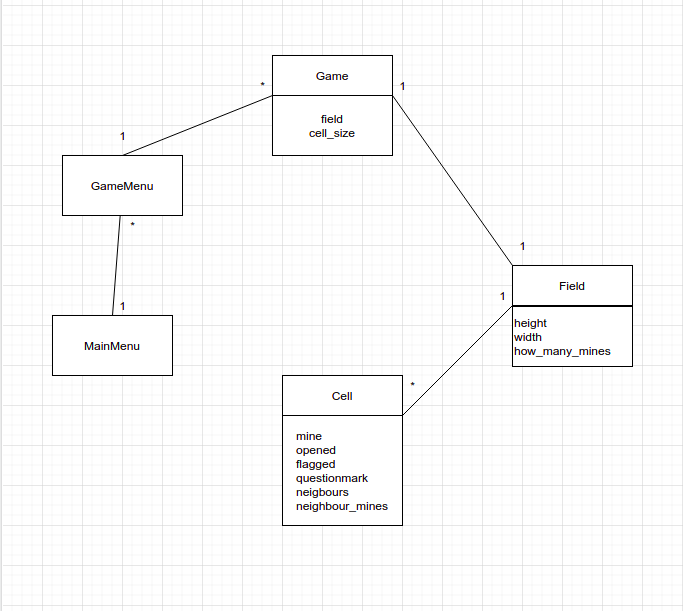 Game
*
1
field
cell_size
1
GameMenu
*
1
1
Field
1
height
width
how_many_mines
MainMenu
*
Cell
mine
opened
flagged
questionmark
neigbours
neighbour_mines